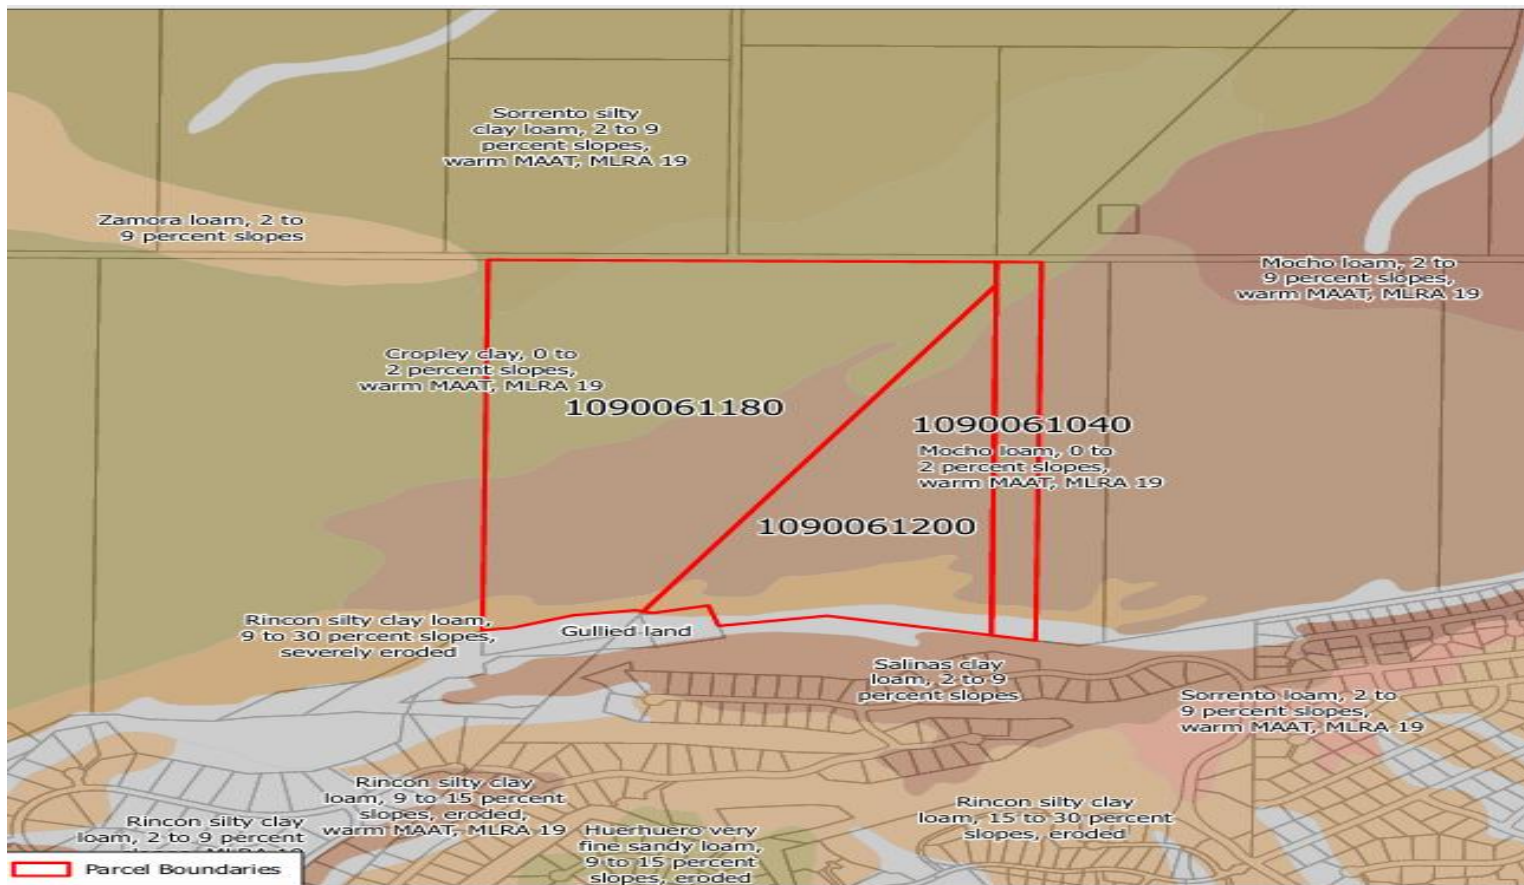 Sorrento silty
clay loam, 2 to 9
percent slopes,
warm MAAT, MLRA 19
Zamora loam, 2 to
9 percent slopes
Mocho loam, 2 to
9 percent slopes,
warm MAAT, MLRA 19
Cropley clay, 0 to
2 percent slopes,
warm MAAT, MLRA 19
1090061180
1090061040
Mocho loam, 0 to
2 percent slopes,
warm MAAT, MLRA 19
1090061200
Rincon silty clay loam,
9 to 30 percent slopes,
severely eroded
Gullied land
Salinas clay
loam, 2 to 9
percent slopes
Sorrento loam, 2 to
9 percent slopes,
warm MAAT, MLRA 19
Rincon silty clay
loam, 9 to 15 percent
slopes, eroded,
warm MAAT, MLRA 19
Rincon silty clay
loam, 2 to 9 percent
Huerhuero very
fine sandy loam,
9 to 15 percent
slopes, eroded
Rincon silty clay
loam, 15 to 30 percent
slopes, eroded
Parcel Boundaries